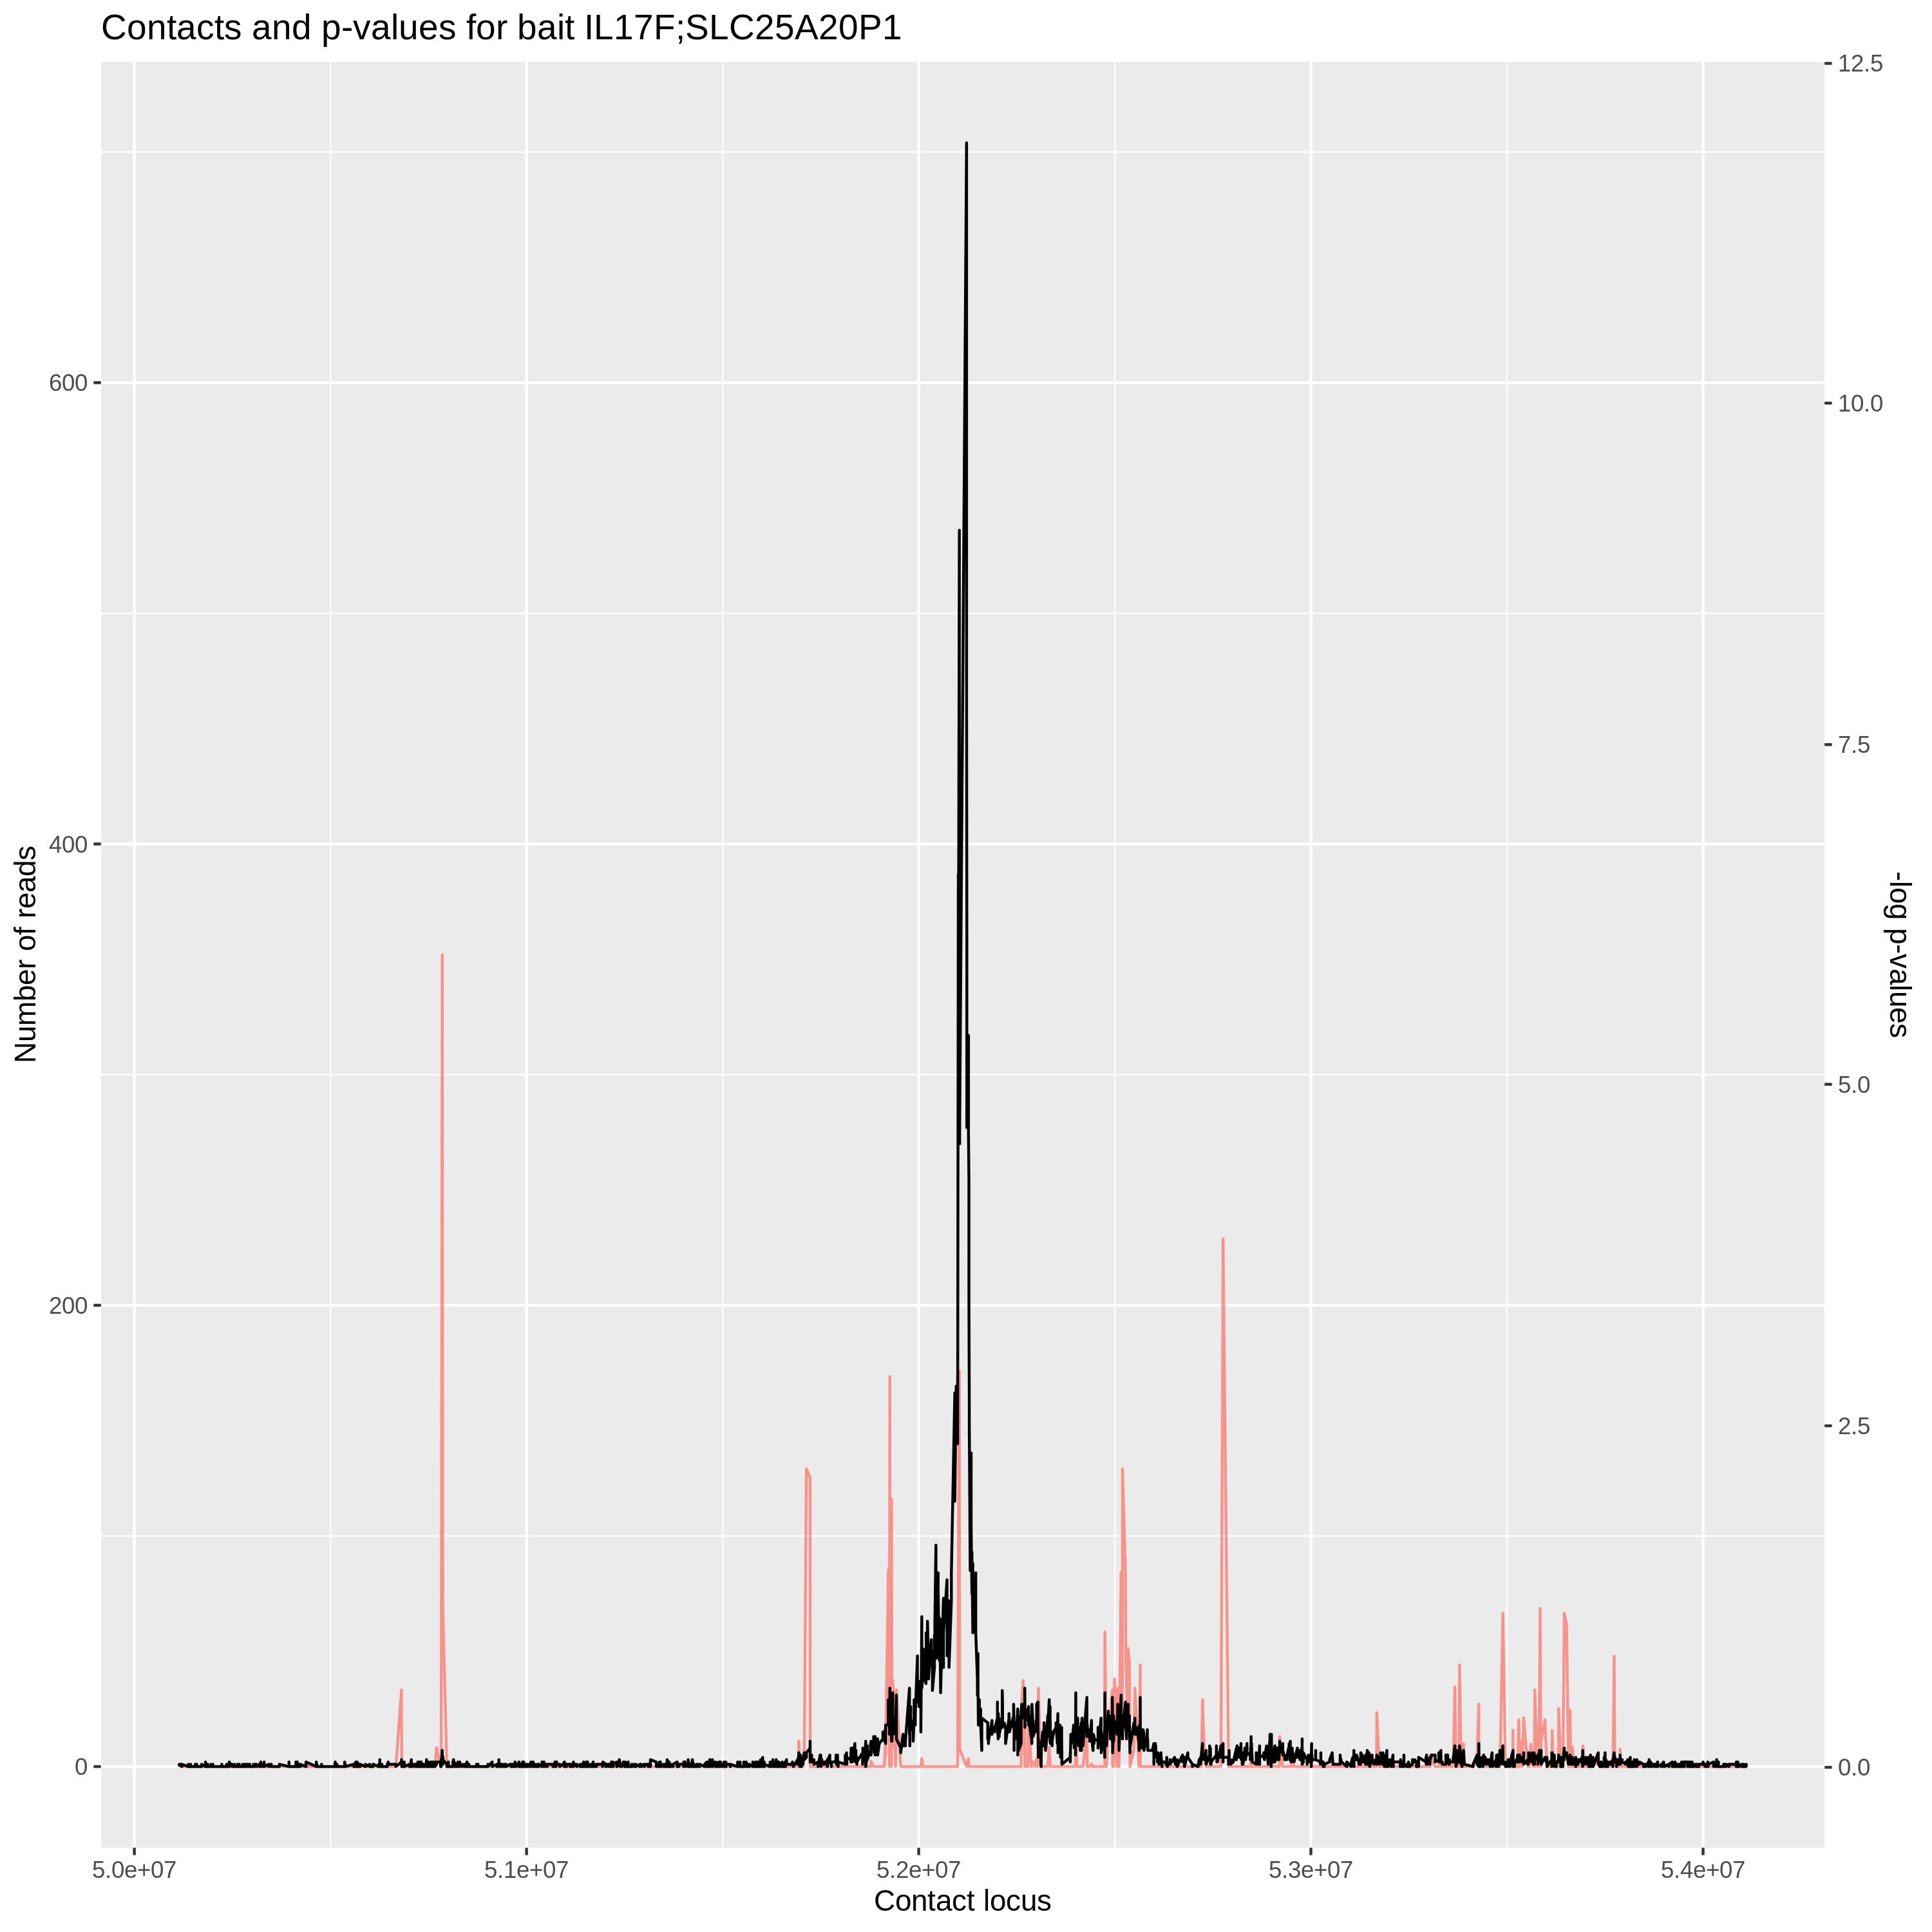 Contacts and p-values for bait IL17F;SLC25A20P1
12.5
600
10.0
7.5
400
Number of reads
-log p-values
5.0
200
2.5
0
0.0
5.0e+07
5.1e+07
5.2e+07
5.3e+07
5.4e+07
Contact locus